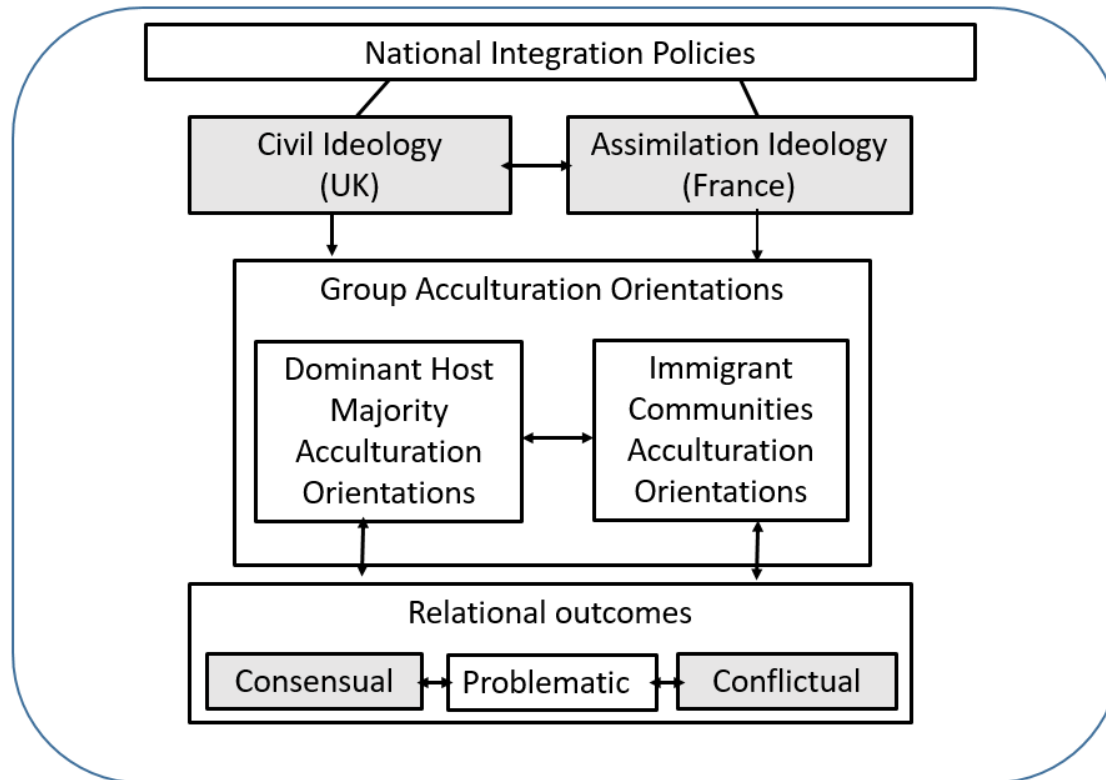 National Integration Policies
Civil Ideology
(UK)
Assimilation Ideology
(France)
Group Acculturation Orientations
Dominant Host
Majority
Acculturation
Orientations
Immigrant
Communities
Acculturation
Orientations
Relational outcomes
Consensual
Problematic
Conflictual